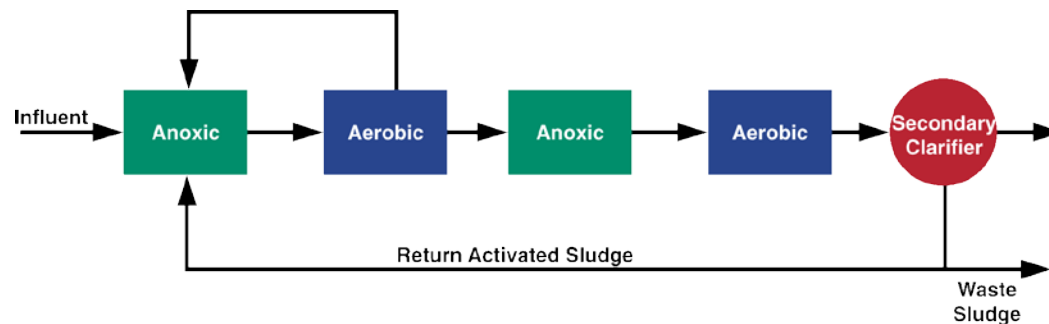 Influent
Anoxic
Aerobic
Anoxic
Aerobic
Secondary
Clarifier
Return Activated Sludge
Waste
Sludge